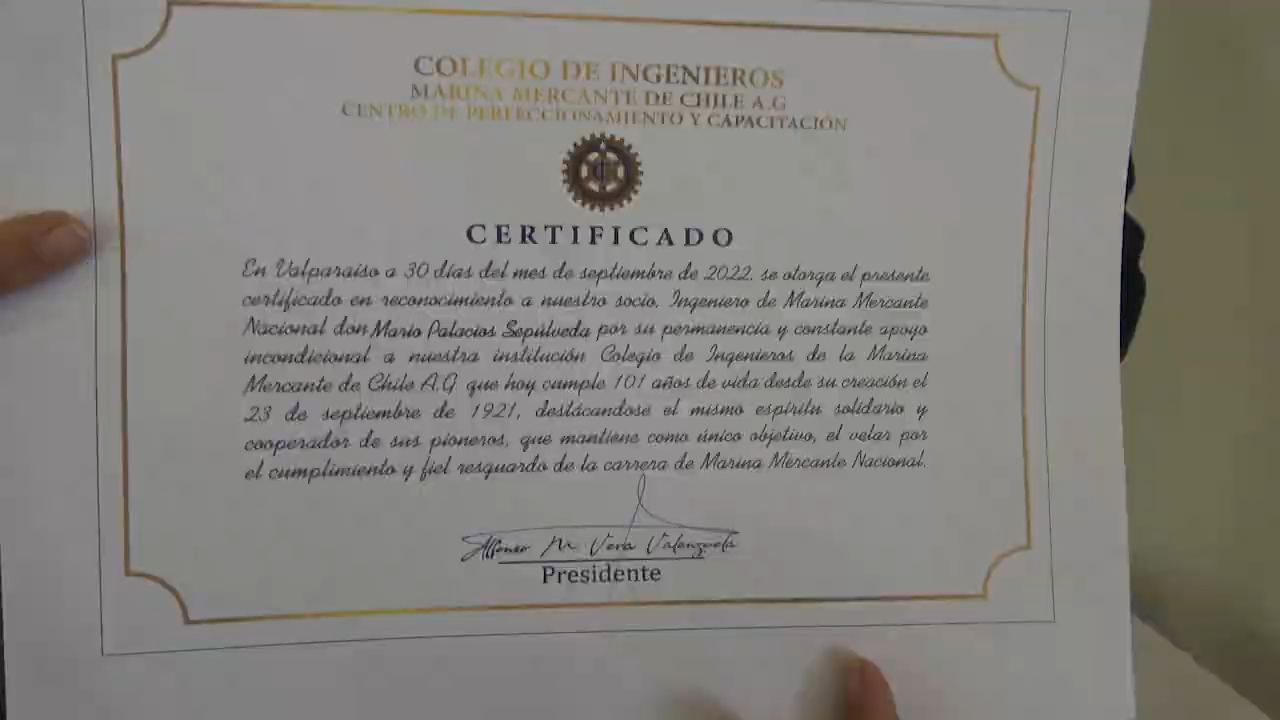 COLEGIO DE INGENIEROS
MARINA MERCANTE DE CHILE A.G
CENTRO DE PERFECCIONAMIENTO Y CAPACITACIÓN
CERTIFICADO
En Valparaiso a 30 días del mes de septiembre de 2022, se otorga el presente
certificado en reconocimiento a nuestro socio, Ingeniero de Marina Mercante
Nacional don Mario Palacios Sepúlveda por su permanencia y constante apoyo
incondicional a nuestra institución Colegio de Ingenieros de la Marina
Mercante de Chile A.G. que hoy cumple 101 años de vida desde su creación el
23 de septiembre de 1921, destácandose el mismo espíritu solidario y
cooperador de sus pioneros, que mantiene como único objetivo, el velar por
el cumplimiento y fiel resguardo de la carrera de Marina Mercante Nacional.
Alfonso M. Vera Valenzuela
Presidente